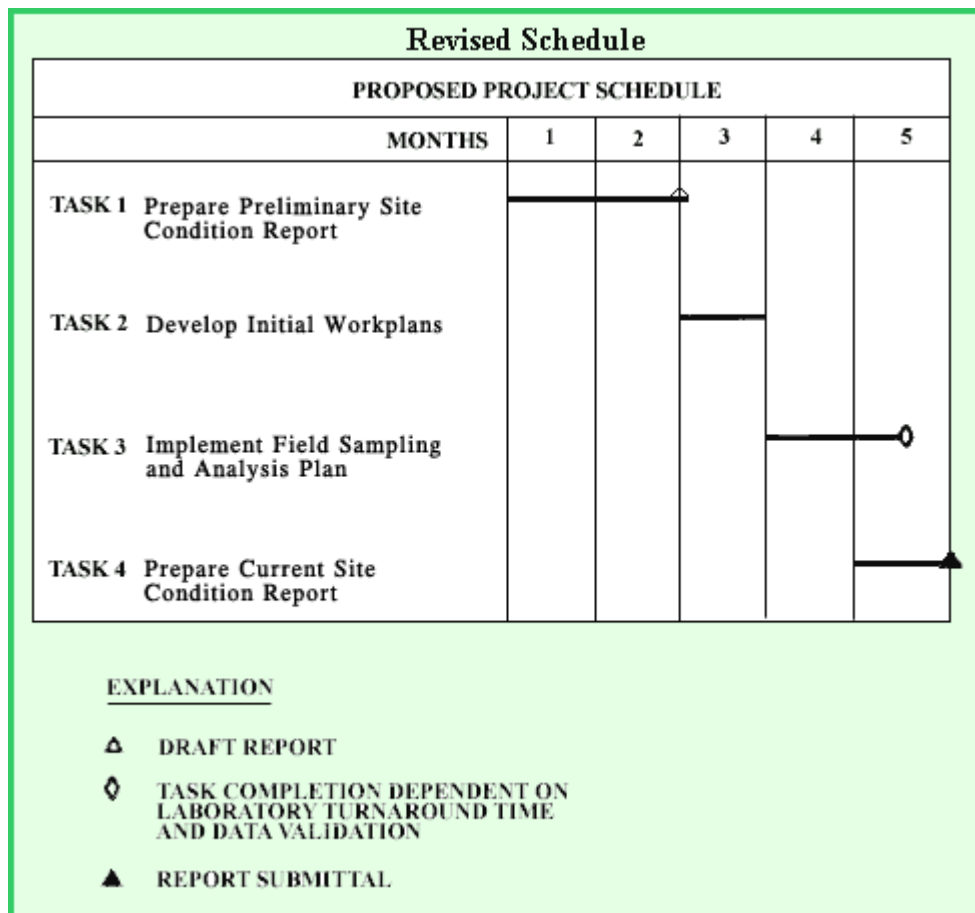 Revised Schedule
PROPOSED PROJECT SCHEDULE
MONTHS 1 2 3 4 5
TASK 1 Prepare Preliminary Site
Condition Report
TASK 2 Develop Initial Workplans
TASK 3 Implement Field Sampling
and Analysis Plan
TASK 4 Prepare Current Site
Condition Report
EXPLANATION
DRAFT REPORT
TASK COMPLETION DEPENDENT ON
LABORATORY TURNAROUND TIME
AND DATA VALIDATION
REPORT SUBMITTAL